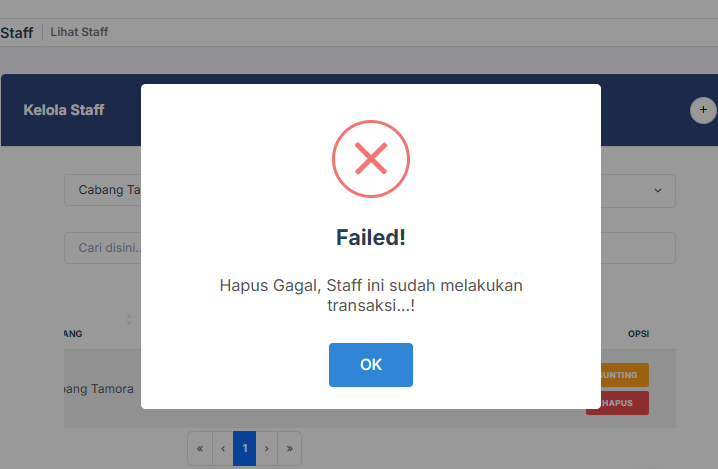 Staff
Lihat Staff
Kelola Staff
+
Cabang Ta
Cari disini..
Failed!
Hapus Gagal, Staff ini sudah melakukan
transaksi...!
OK
ANG
OPSI
ang Tamora
UNTING
HAPUS
« ‹ 1 › »